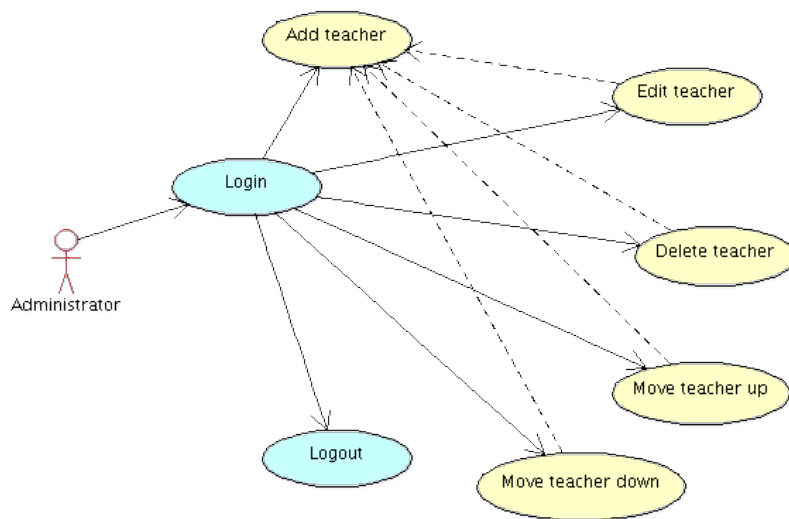 Add teacher
Edit teacher
Login
Delete teacher
Administrator
Move teacher up
Logout
Move teacher down